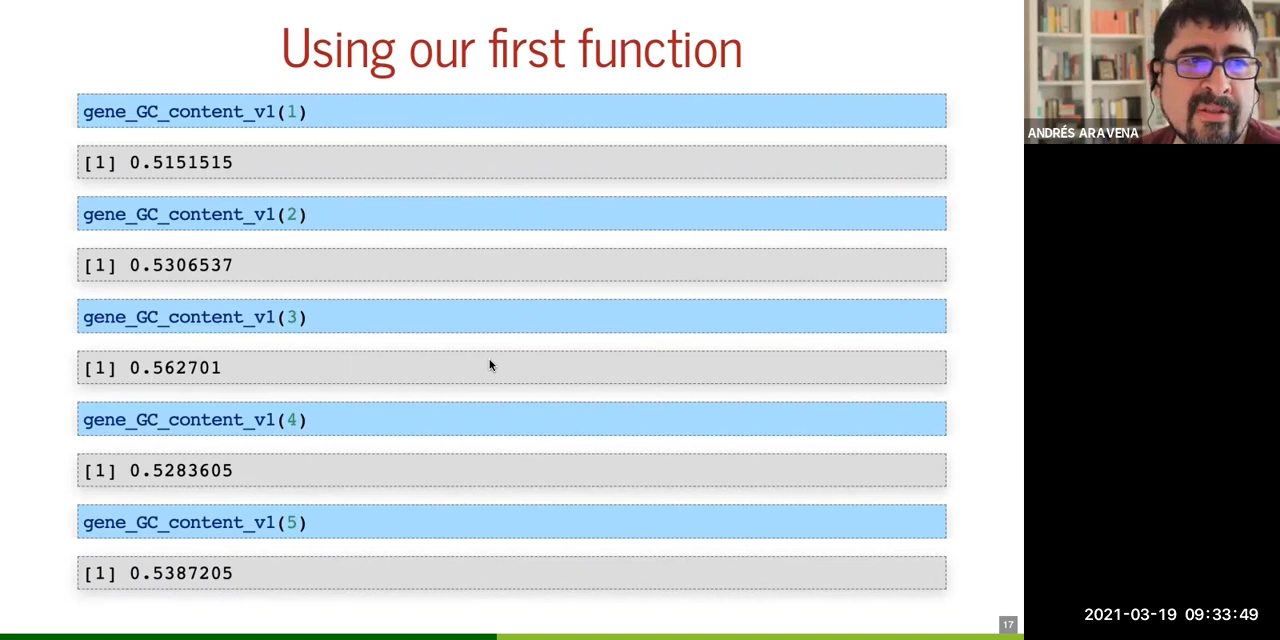 Using our first function
gene_GC_content_v1(1)
[1] 0.5151515
gene_GC_content_v1(2)
[1] 0.5306537
gene_GC_content_v1(3)
[1] 0.562701
gene_GC_content_v1(4)
[1] 0.5283605
gene_GC_content_v1(5)
[1] 0.5387205
17
ANDRÉS ARAVENA
2021-03-19 09:33:49